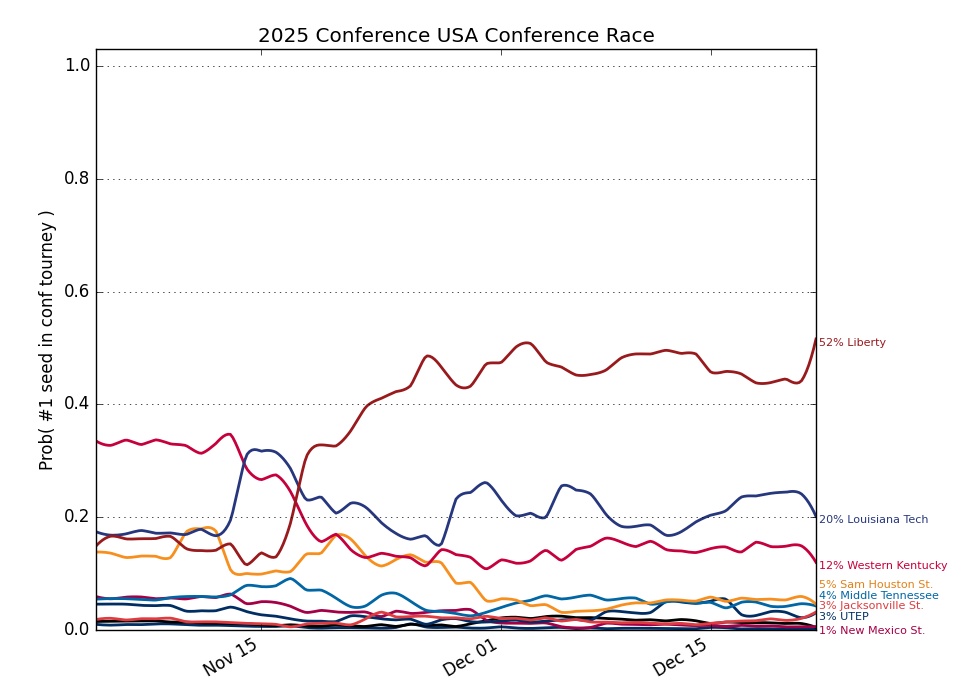 2025 Conference USA Conference Race
Prob( #1 seed in conf tourney )
1.0
0.8
0.6
0.4
0.2
0.0
Nov 15
Dec 01
Dec 15
52% Liberty
20% Louisiana Tech
12% Western Kentucky
5% Sam Houston St.
4% Middle Tennessee
3% Jacksonville St.
3% UTEP
1% New Mexico St.